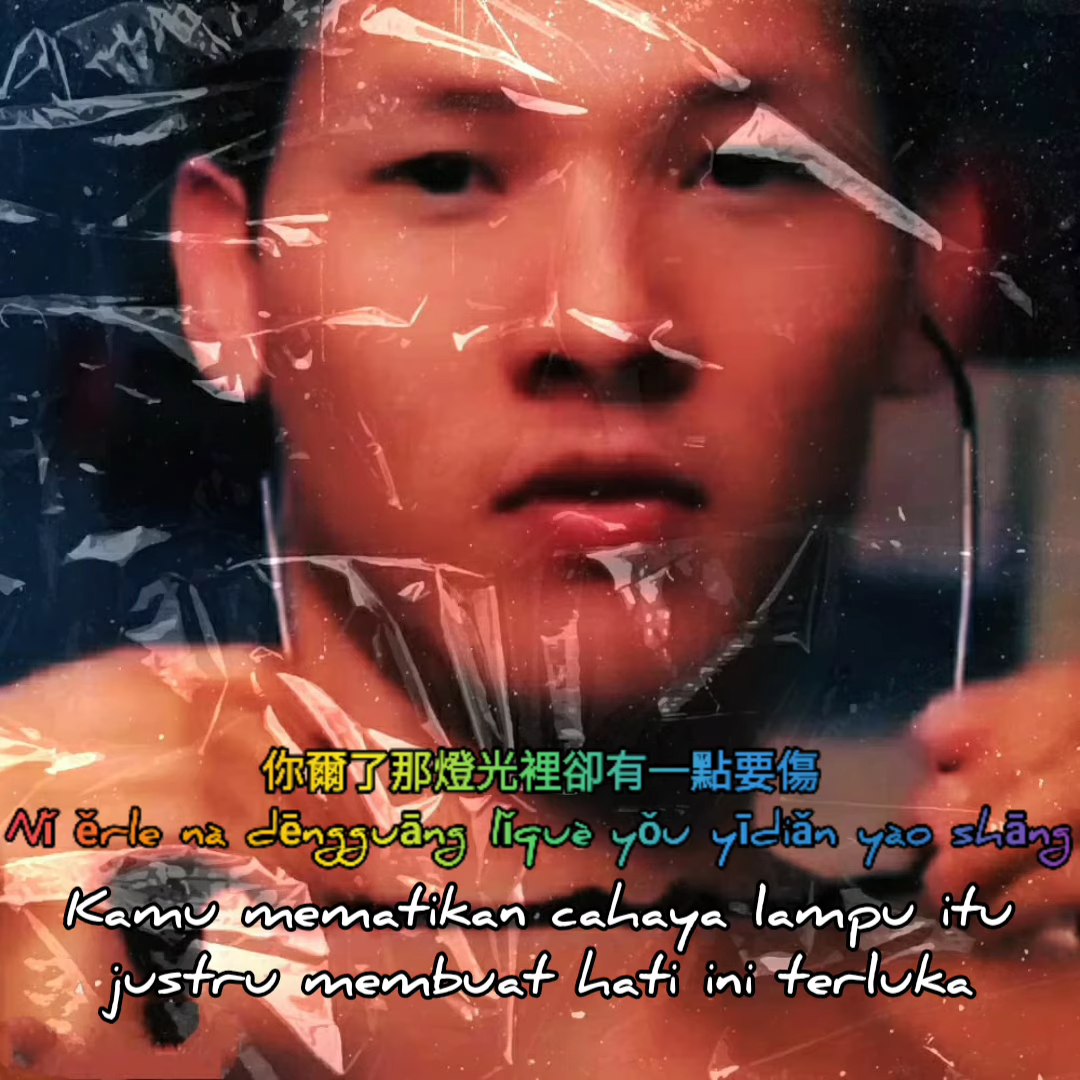 你爾了那燈光裡卻有一點要傷
Nǐ ěrle nà dēngguāng lǐquè yǒu yīdiǎn yào shāng
Kamu mematikan cahaya lampu itu
justru membuat hati ini terluka